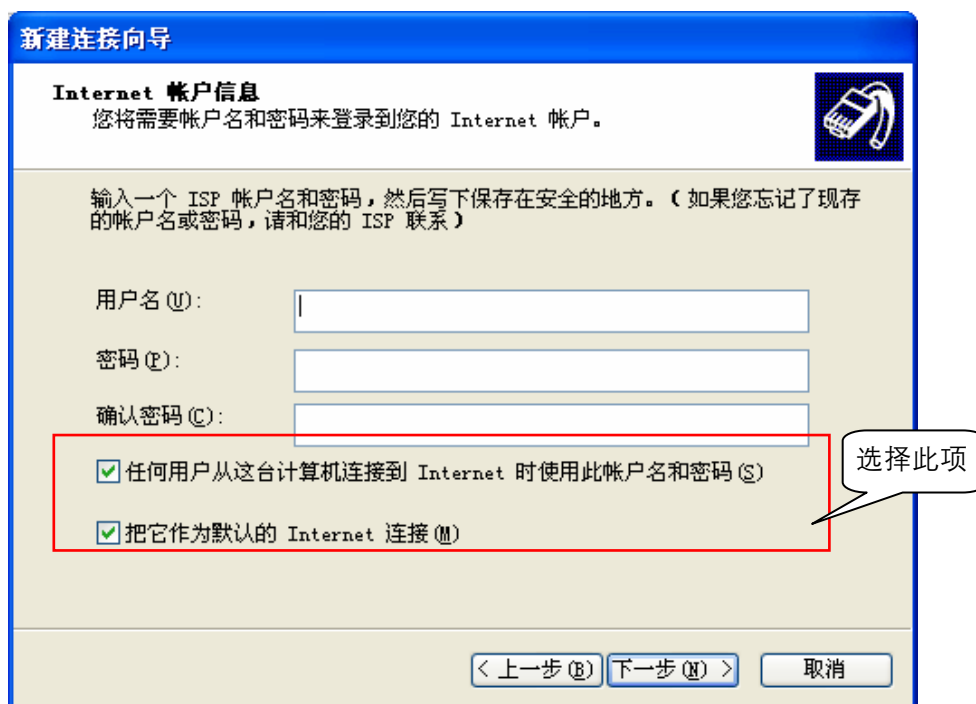 新建连接向导
Internet 帐户信息
您将需要帐户名和密码来登录到您的 Internet 帐户。
输入一个 ISP 帐户名和密码，然后写下保存在安全的地方。（如果您忘记了现存
的帐户名或密码，请和您的 ISP 联系）
用户名(U):
密码(P):
确认密码(C):
任何用户从这台计算机连接到 Internet 时使用此帐户名和密码(S)
选择此项
把它作为默认的 Internet 连接(M)
< 上一步(B) 下一步(N) > 取消